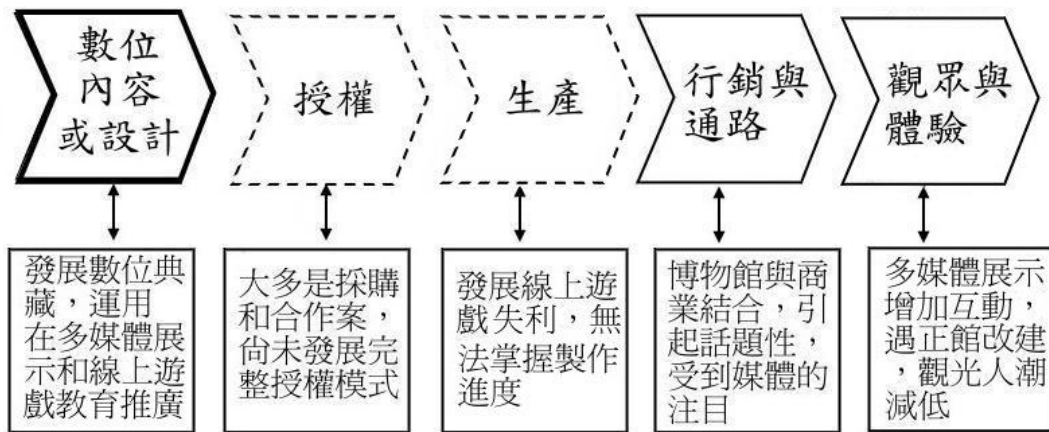 數位
內容
或設計
授權
生產
行銷與
通路
觀眾與
體驗
發展數位典
藏，運用
在多媒體展
示和線上遊
戲教育推廣
大多是採購
和合作案，
尚未發展完
整授權模式
發展線上遊
戲失利，無
法掌握製作
進度
博物館與商
業結合，引
起話題性，
受到媒體的
注目
多媒體展示
增加互動，
遇正館改建
，觀光人潮
減低